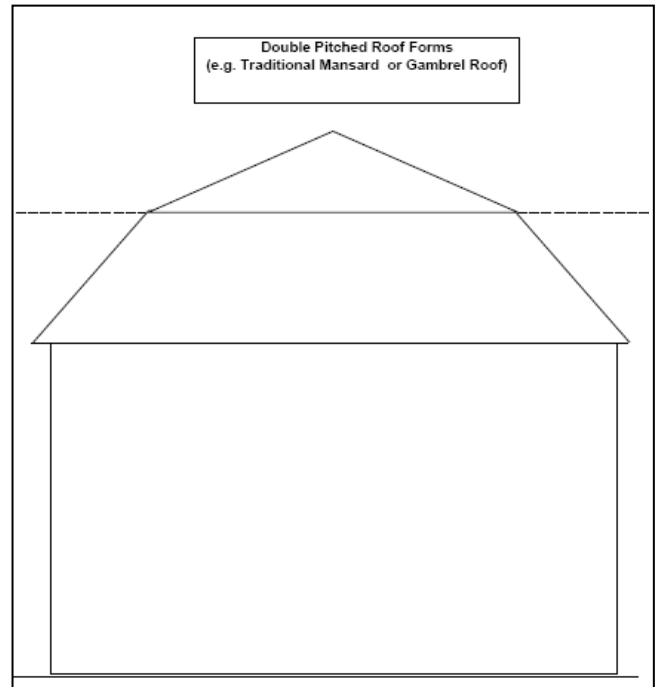 Double Pitched Roof Forms
(e.g. Traditional Mansard or Gambrel Roof)